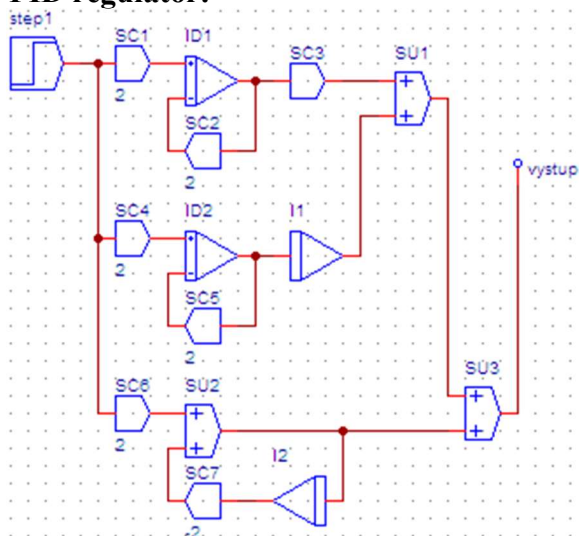 PID regulator:
step1
SC1
ID1
SC3
SU1
2
SC2
2
vystup
SC4
ID2
I1
2
SC5
2
SC6
SU2
SU3
2
I2
SC7
-2